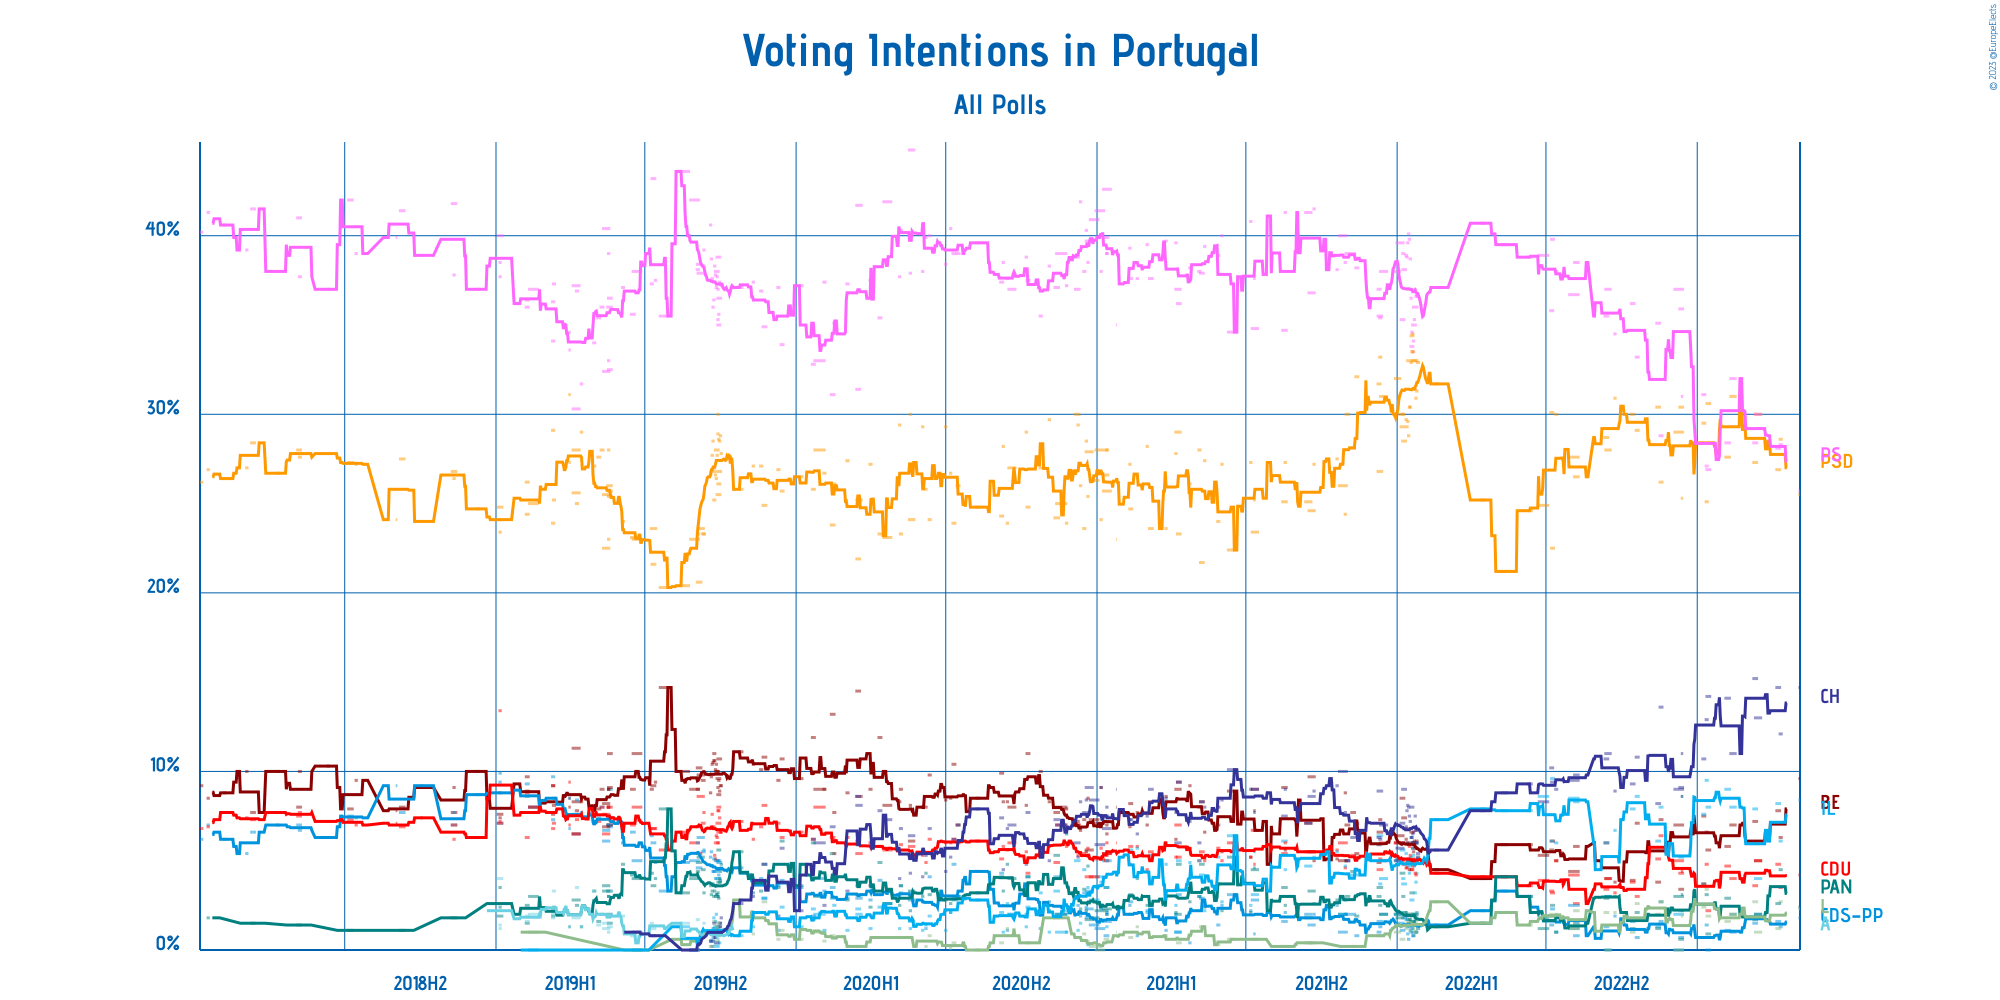 © 2023 @EuropeElects
Voting Intentions in Portugal
All Polls
40%
30%
20%
10%
0%
PS
PSD
CH
BE
IL
CDU
PAN
L
CDS-PP
A
2018H2
2019H1
2019H2
2020H1
2020H2
2021H1
2021H2
2022H1
2022H2